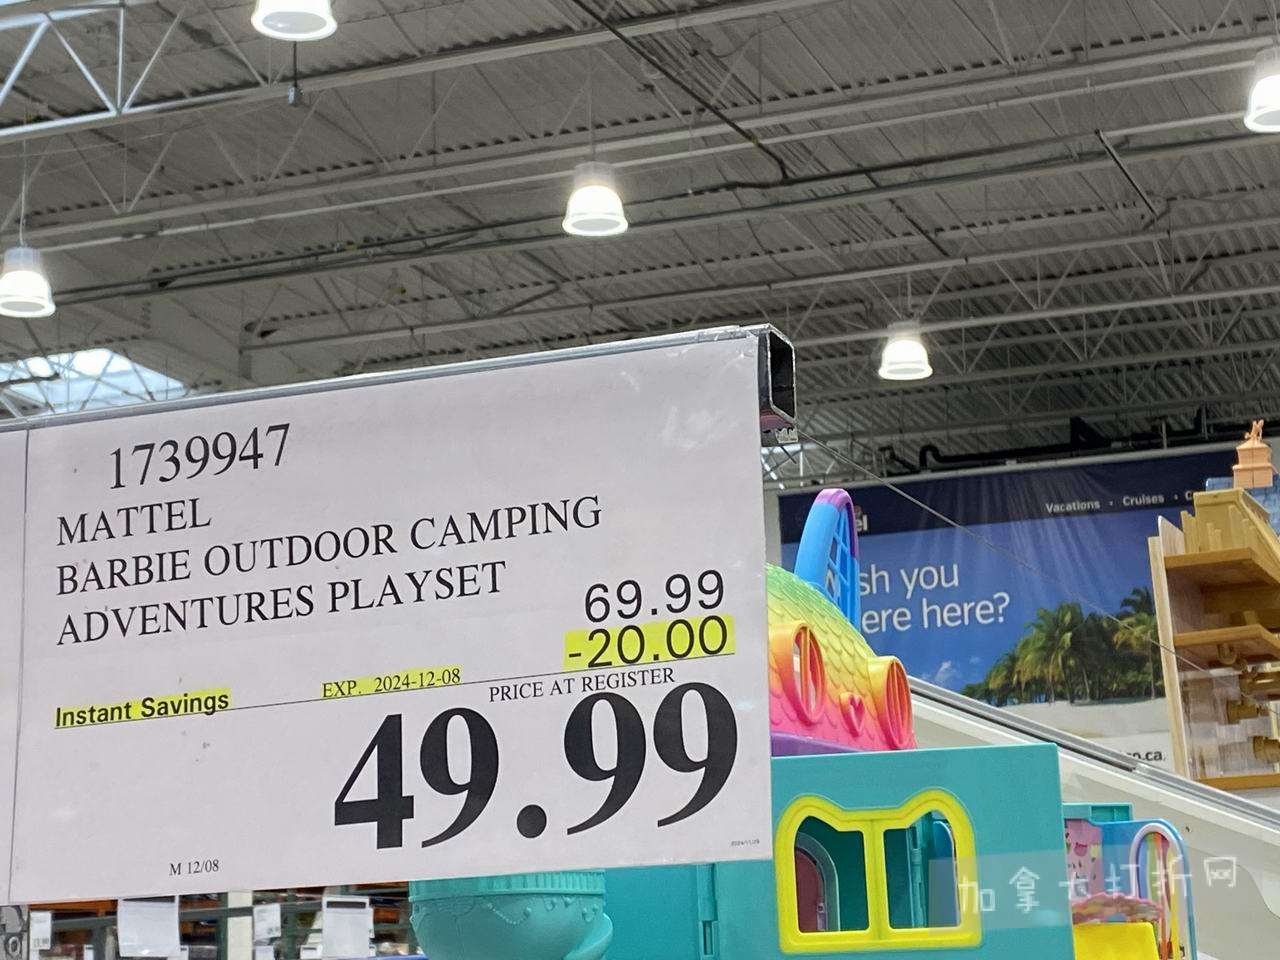 1739947
MATTEL
BARBIE OUTDOOR CAMPING
ADVENTURES PLAYSET
69.99
-20.00
Instant Savings
EXP. 2024-12-08
PRICE AT REGISTER
49.99
M 12/08
Vacations • Cruises •
sh you
ere here?
.ca
加拿大打折网